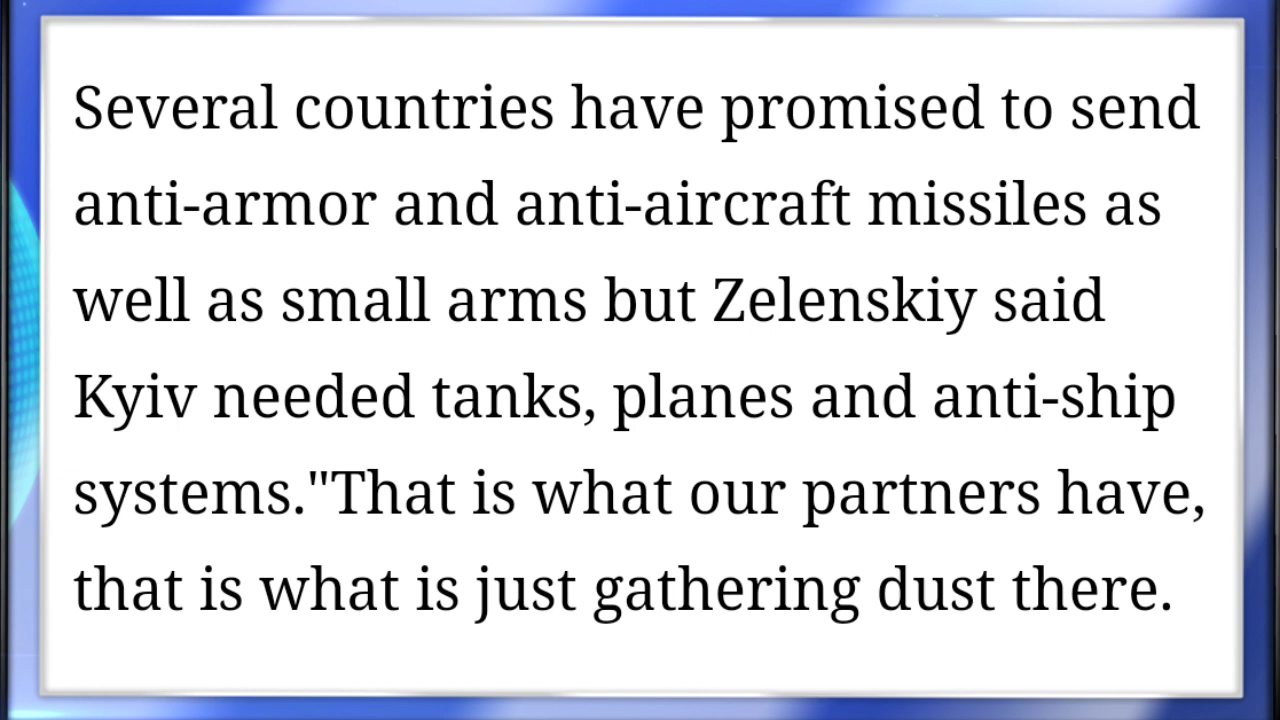 Several countries have promised to send
anti-armor and anti-aircraft missiles as
well as small arms but Zelenskiy said
Kyiv needed tanks, planes and anti-ship
systems."That is what our partners have,
that is what is just gathering dust there.